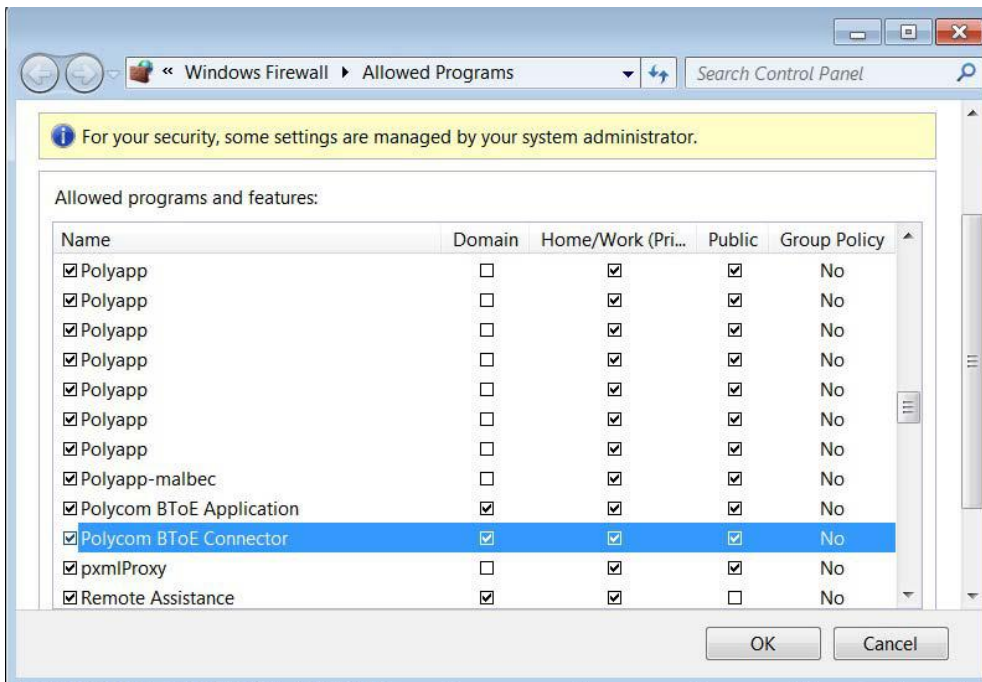 « Windows Firewall Allowed Programs Search Control Panel
For your security, some settings are managed by your system administrator.
Allowed programs and features:
Name Domain Home/Work (Pri... Public Group Policy
Polyapp No
Polyapp No
Polyapp No
Polyapp No
Polyapp No
Polyapp No
Polyapp No
Polyapp-malbec No
Polycom BToE Application No
Polycom BToE Connector No
pxmlProxy No
Remote Assistance No
OK Cancel